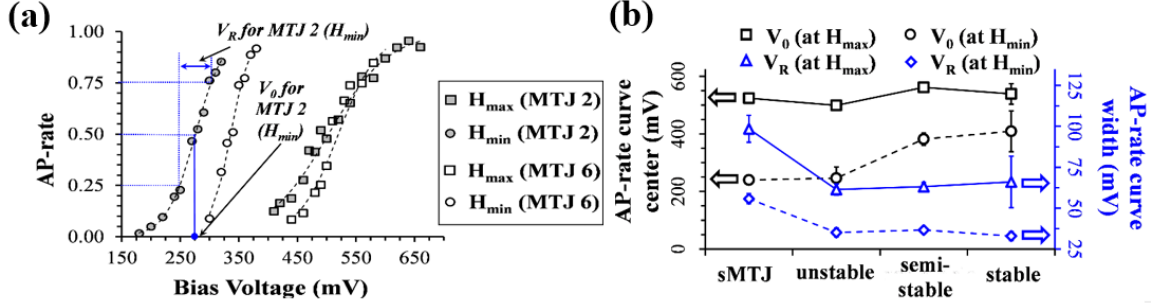 (a)
1.00
0.75
0.50
0.25
0.00
AP-rate
V_R for MTJ 2 (H_min)
V_0 for
MTJ 2
(H_min)
150 250 350 450 550 650
Bias Voltage (mV)
H_max (MTJ 2)
H_min (MTJ 2)
H_max (MTJ 6)
H_min (MTJ 6)
(b)
V_0 (at H_max) V_0 (at H_min)
V_R (at H_max) V_R (at H_min)
AP-rate curve
center (mV)
600
400
200
0
125
100
75
50
25
AP-rate curve
width (mV)
sMTJ unstable semi- stable
stable